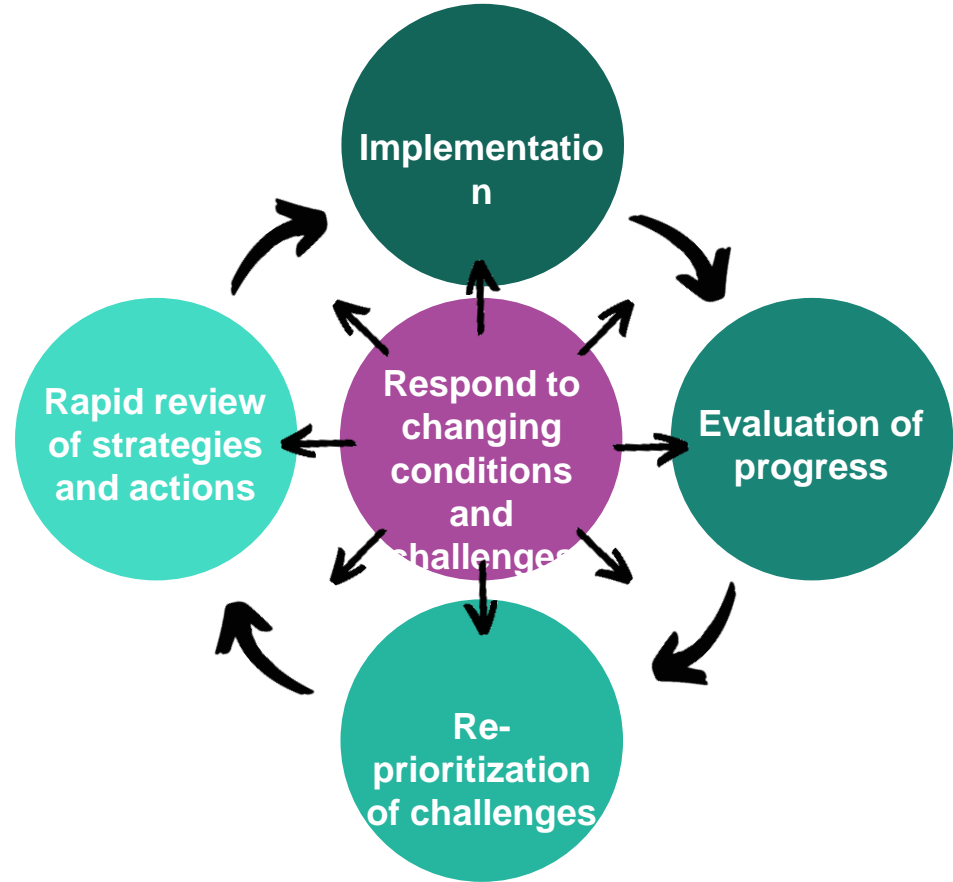 Implementatio
n
Rapid review
of strategies
and actions
Respond to
changing
conditions
and
challenges
Evaluation of
progress
Re-
prioritization
of challenges